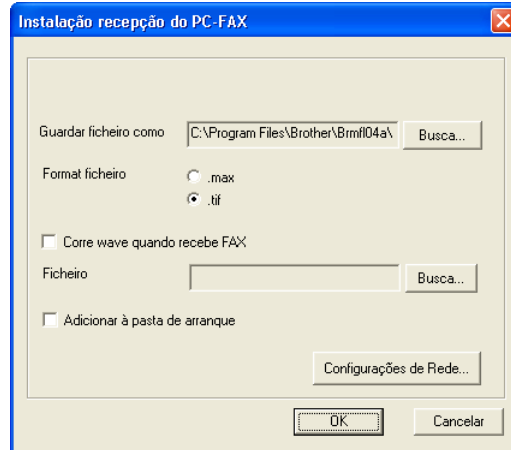 Instalação recepção do PC-FAX
Guardar ficheiro como C:\Program Files\Brother\Brmfl04a\ Busca...
Format ficheiro .max
.tif
Corre wave quando recebe FAX
Ficheiro Busca...
Adicionar à pasta de arranque
Configurações de Rede...
OK Cancelar